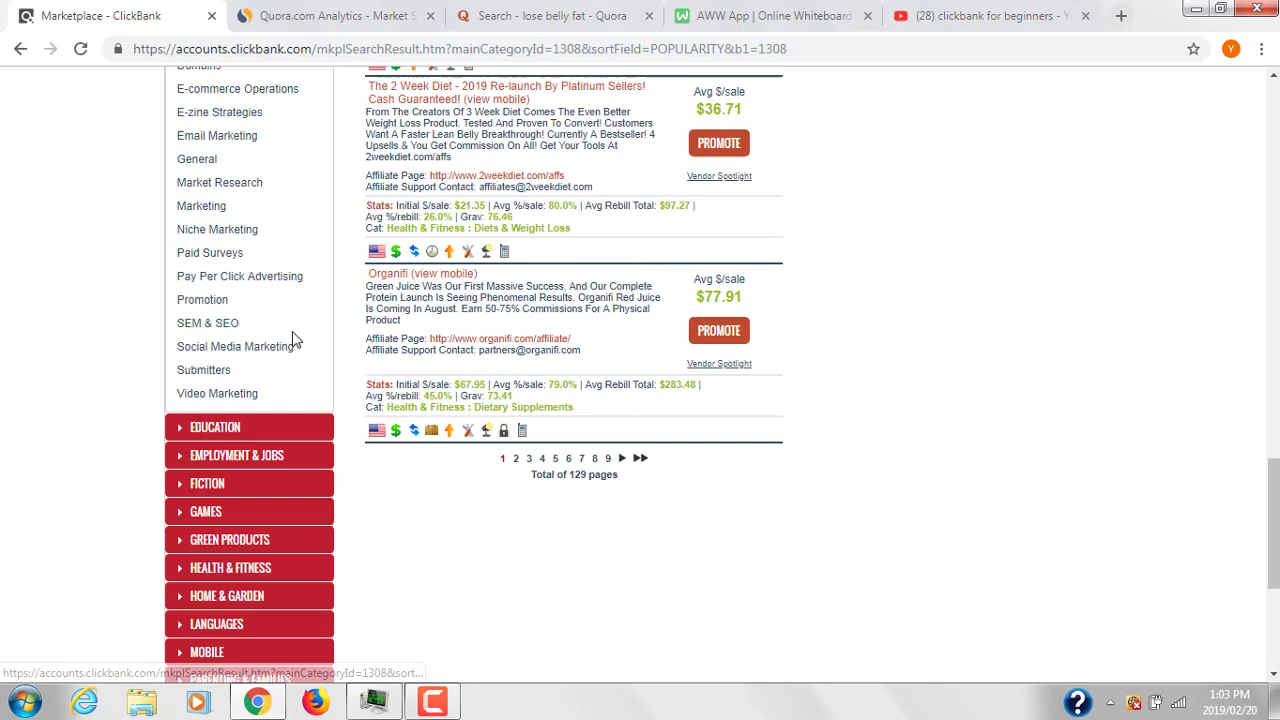 Marketplace - ClickBank
Quora.com Analytics - Market S
Search - lose belly fat - Quora
AWW App | Online Whiteboard
(28) clickbank for beginners - Y
https://accounts.clickbank.com/mkplSearchResult.htm?mainCategoryId=1308&sortField=POPULARITY&b1=1308
Y
Domains
E-commerce Operations
E-zine Strategies
Email Marketing
General
Market Research
Marketing
Niche Marketing
Paid Surveys
Pay Per Click Advertising
Promotion
SEM & SEO
Social Media Marketing
Submitters
Video Marketing
EDUCATION
EMPLOYMENT & JOBS
FICTION
GAMES
GREEN PRODUCTS
HEALTH & FITNESS
HOME & GARDEN
LANGUAGES
MOBILE
PARENTING & FAMILIES
The 2 Week Diet - 2019 Re-launch By Platinum Sellers!
Cash Guaranteed! (view mobile)
From The Creators Of 3 Week Diet Comes The Even Better
Weight Loss Product. Tested And Proven To Convert! Customers
Want A Faster Lean Belly Breakthrough! Currently A Bestseller! 4
Upsells & You Get Commission On All! Get Your Tools At
2weekdiet.com/affs
Affiliate Page: http://www.2weekdiet.com/affs
Affiliate Support Contact: affiliates@2weekdiet.com
Avg $/sale
$36.71
PROMOTE
Vendor Spotlight
Stats: Initial $/sale: $21.35 | Avg %/sale: 80.0% | Avg Rebill Total: $97.27 |
Avg %/rebill: 26.0% | Grav: 76.46
Cat: Health & Fitness : Diets & Weight Loss
Organifi (view mobile)
Green Juice Was Our First Massive Success, And Our Complete
Protein Launch Is Seeing Phenomenal Results. Organifi Red Juice
Is Coming In August. Earn 50-75% Commissions For A Physical
Product
Affiliate Page: http://www.organifi.com/affiliate/
Affiliate Support Contact: partners@organifi.com
Avg $/sale
$77.91
PROMOTE
Vendor Spotlight
Stats: Initial $/sale: $67.95 | Avg %/sale: 79.0% | Avg Rebill Total: $283.48 |
Avg %/rebill: 45.0% | Grav: 73.41
Cat: Health & Fitness : Dietary Supplements
1 2 3 4 5 6 7 8 9
Total of 129 pages
https://accounts.clickbank.com/mkplSearchResult.htm?mainCategoryId=1308&sort...
1:03 PM
2019/02/20